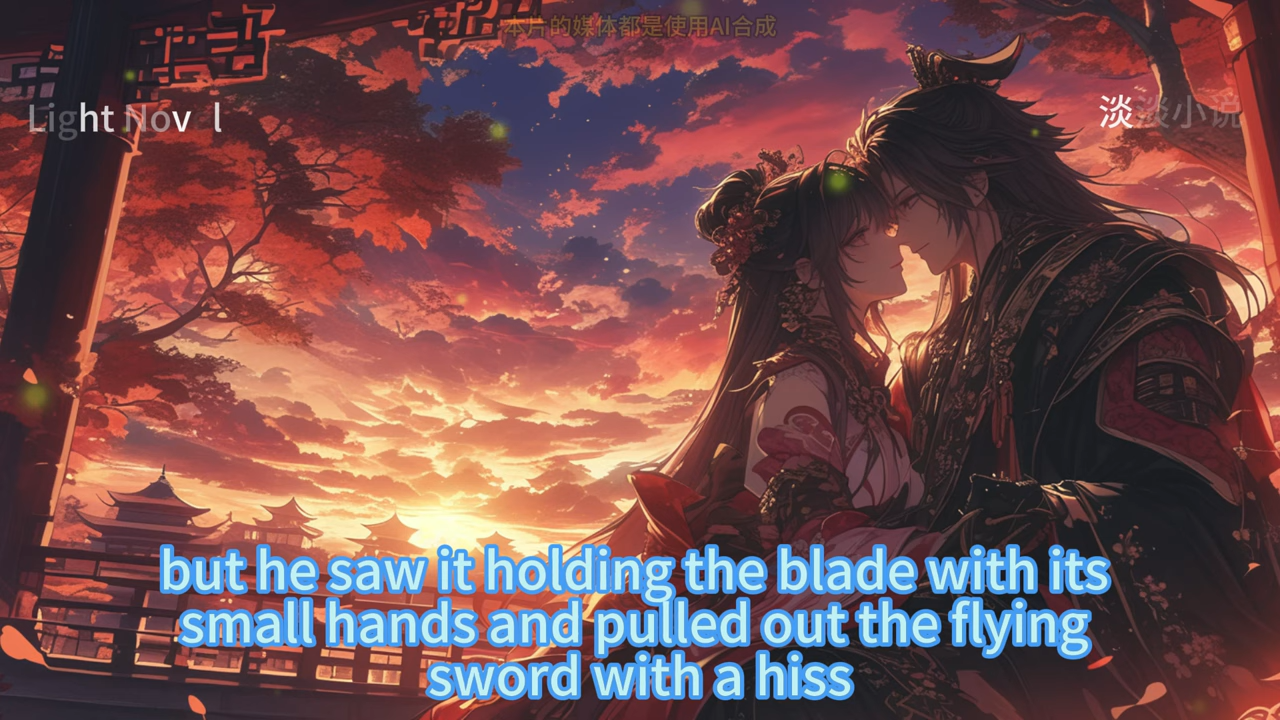 本片的媒体都是使用AI合成
Light Nov l
淡淡小说
but he saw it holding the blade with its
small hands and pulled out the flying
sword with a hiss